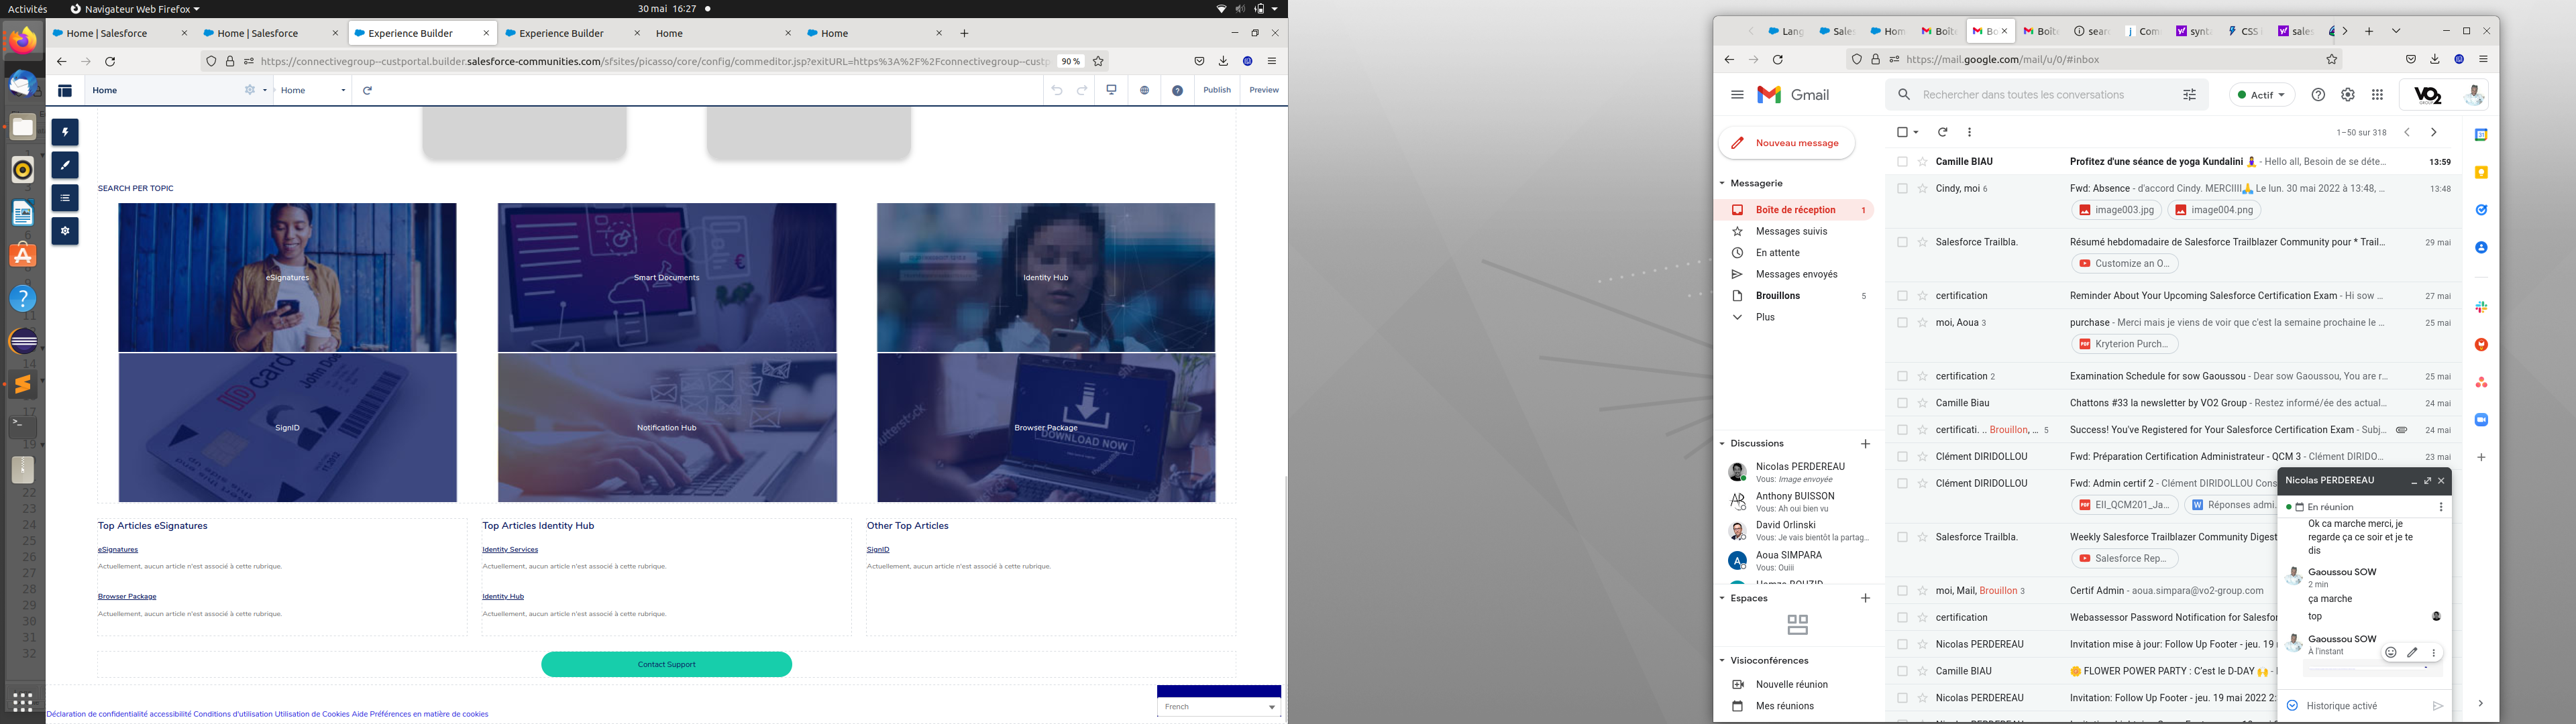 Activités
Navigateur Web Firefox
30 mai 16:27
Home | Salesforce
Home | Salesforce
Experience Builder
Experience Builder
Home
Home
https://connectivegroup--custportal.builder.salesforce-communities.com/sfsites/picasso/core/config/commeditor.jsp?exitURL=https%3A%2F%2Fconnectivegroup--custp
90 %
Home
Home
Publish
Preview
SEARCH PER TOPIC
eSignatures
Smart Documents
Identity Hub
SignID
Notification Hub
Browser Package
DOWNLOAD NOW
Top Articles eSignatures
eSignatures
Actuellement, aucun article n'est associé à cette rubrique.
Browser Package
Actuellement, aucun article n'est associé à cette rubrique.
Top Articles Identity Hub
Identity Services
Actuellement, aucun article n'est associé à cette rubrique.
Identity Hub
Actuellement, aucun article n'est associé à cette rubrique.
Other Top Articles
SignID
Actuellement, aucun article n'est associé à cette rubrique.
Contact Support
Déclaration de confidentialité accessibilité Conditions d'utilisation Utilisation de Cookies Aide Préférences en matière de cookies
French
Lang
Sales
Hom
Boîte
Bo
Boîte
searc
Com
synt
CSS
sales
https://mail.google.com/mail/u/0/#inbox
Gmail
Rechercher dans toutes les conversations
Actif
VO2
GROUP
Nouveau message
1–50 sur 318
Messagerie
Boîte de réception 1
Messages suivis
En attente
Messages envoyés
Brouillons 5
Plus
Camille BIAU Profitez d'une séance de yoga Kundalini - Hello all, Besoin de se déte... 13:59
Cindy, moi 6 Fwd: Absence - d'accord Cindy. MERCIIII Le lun. 30 mai 2022 à 13:48, ... 13:48
image003.jpg image004.png
Salesforce Trailbla. Résumé hebdomadaire de Salesforce Trailblazer Community pour * Trail... 29 mai
Customize an O...
certification Reminder About Your Upcoming Salesforce Certification Exam - Hi sow ... 27 mai
moi, Aoua 3 purchase - Merci mais je viens de voir que c'est la semaine prochaine le ... 25 mai
Kryterion Purch...
certification 2 Examination Schedule for sow Gaoussou - Dear sow Gaoussou, You are r... 25 mai
Camille Biau Chattons #33 la newsletter by VO2 Group - Restez informé/ée des actual... 24 mai
certificati. .. Brouillon, ... 5 Success! You've Registered for Your Salesforce Certification Exam - Subj... 24 mai
Clément DIRIDOLLOU Fwd: Préparation Certification Administrateur - QCM 3 - Clément DIRIDO... 23 mai
Clément DIRIDOLLOU Fwd: Admin certif 2 - Clément DIRIDOLLOU Cons
EII_QCM201_Ja... Réponses admi.
Salesforce Trailbla. Weekly Salesforce Trailblazer Community Digest
Salesforce Rep...
moi, Mail, Brouillon 3 Certif Admin - aoua.simpara@vo2-group.com
certification Webassessor Password Notification for Salesfor
Nicolas PERDEREAU Invitation mise à jour: Follow Up Footer - jeu. 19 m
Camille BIAU FLOWER POWER PARTY : C'est le D-DAY
Nicolas PERDEREAU Invitation: Follow Up Footer - jeu. 19 mai 2022 2:
Discussions
Nicolas PERDEREAU
Vous: Image envoyée
Anthony BUISSON
Vous: Ah oui bien vu
David Orlinski
Vous: Je vais bientôt la partag...
Aoua SIMPARA
Vous: Ouiii
Espaces
Visioconférences
Nouvelle réunion
Mes réunions
Nicolas PERDEREAU
En réunion
Ok ca marche merci, je
regarde ça ce soir et je te
dis
Gaoussou SOW
2 min
ça marche
top
Gaoussou SOW
À l'instant
Historique activé